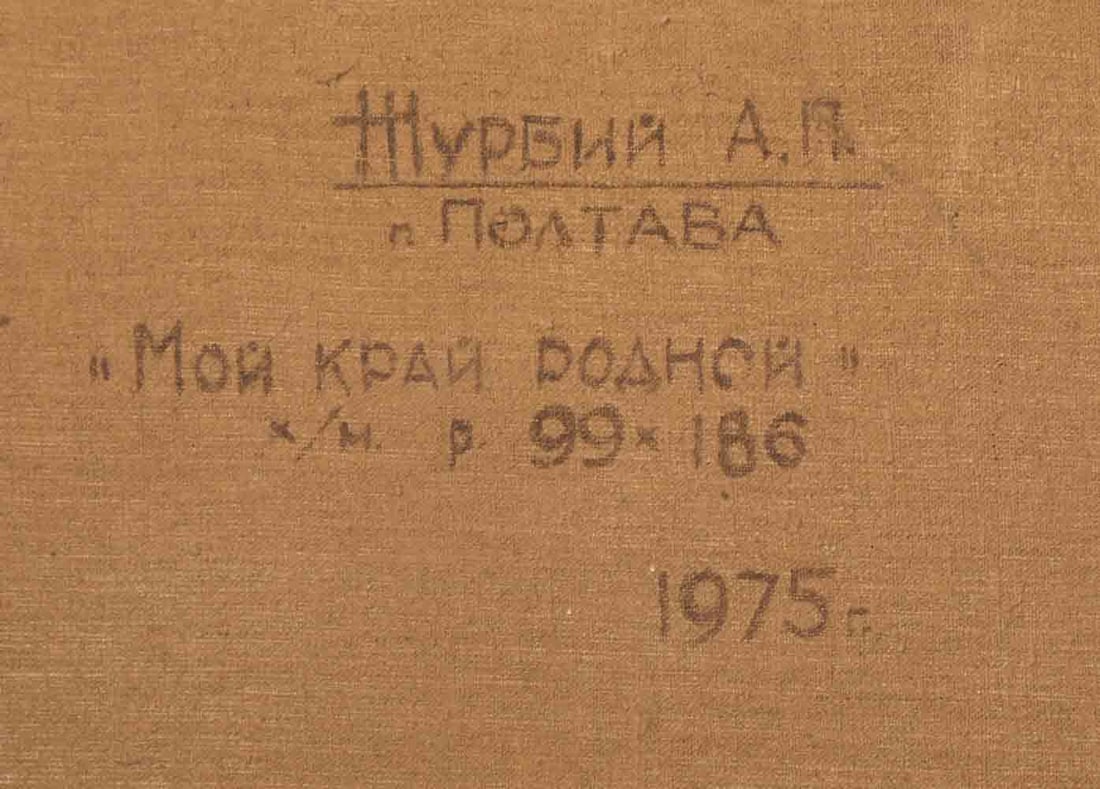 Журбий А.П.
г. Полтава
"Мой край родной"
х/м. р. 99×186
1975 г.